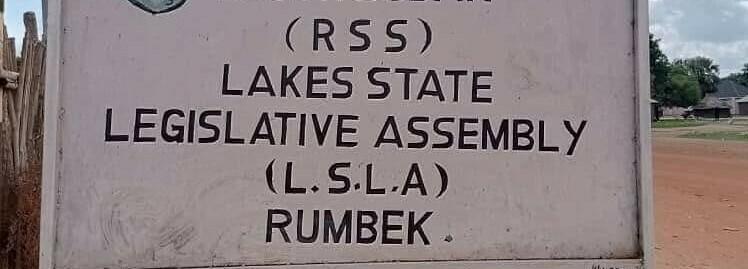 (RSS)
LAKES STATE
LEGISLATIVE ASSEMBLY
(L.S.L.A)
RUMBEK.